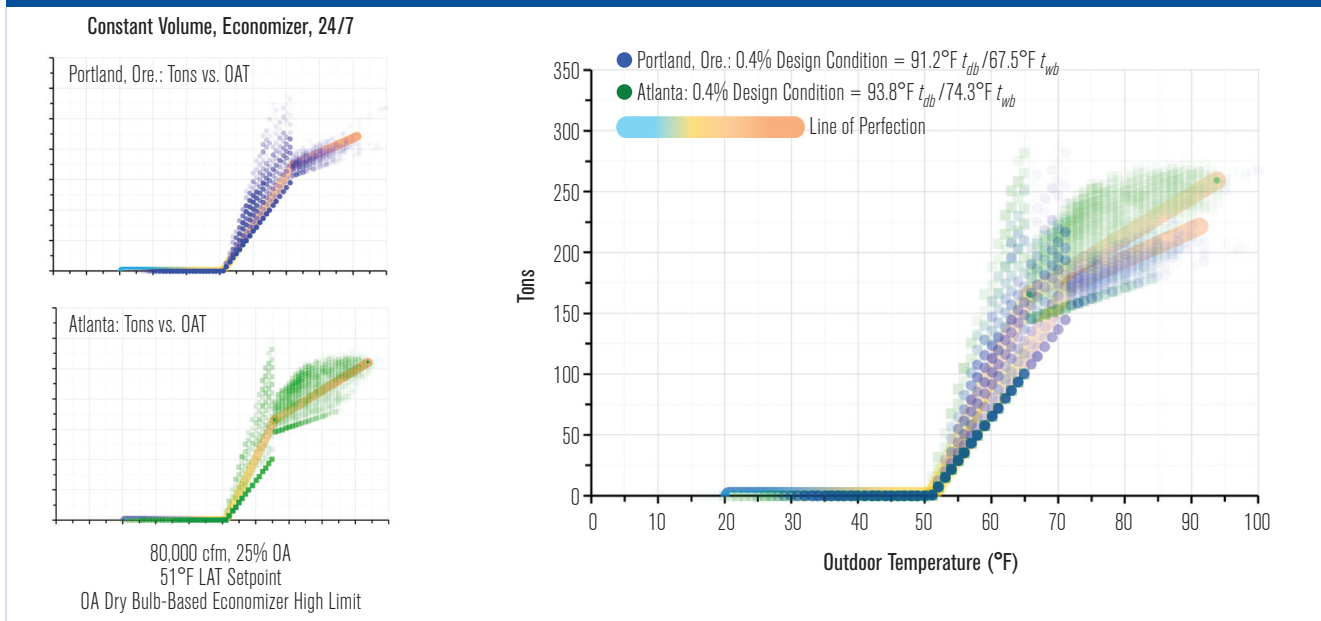 Constant Volume, Economizer, 24/7
Portland, Ore.: Tons vs. OAT
Atlanta: Tons vs. OAT
80,000 cfm, 25% OA
51°F LAT Setpoint
OA Dry Bulb-Based Economizer High Limit
Portland, Ore.: 0.4% Design Condition = 91.2°F tdb/67.5°F twb
Atlanta: 0.4% Design Condition = 93.8°F tdb/74.3°F twb
Line of Perfection
350
300
250
200
150
100
50
0
Tons
0 10 20 30 40 50 60 70 80 90 100
Outdoor Temperature (°F)